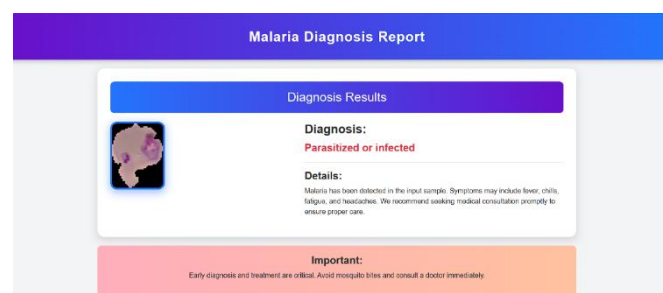 Malaria Diagnosis Report
Diagnosis Results
Diagnosis:
Parasitized or infected
Details:
Malaria has been detected in the input sample. Symptoms may include fever, chills,
fatigue, and headaches. We recommend seeking medical consultation promptly to
ensure proper care.
Important:
Early diagnosis and treatment are critical. Avoid mosquito bites and consult a doctor immediately.